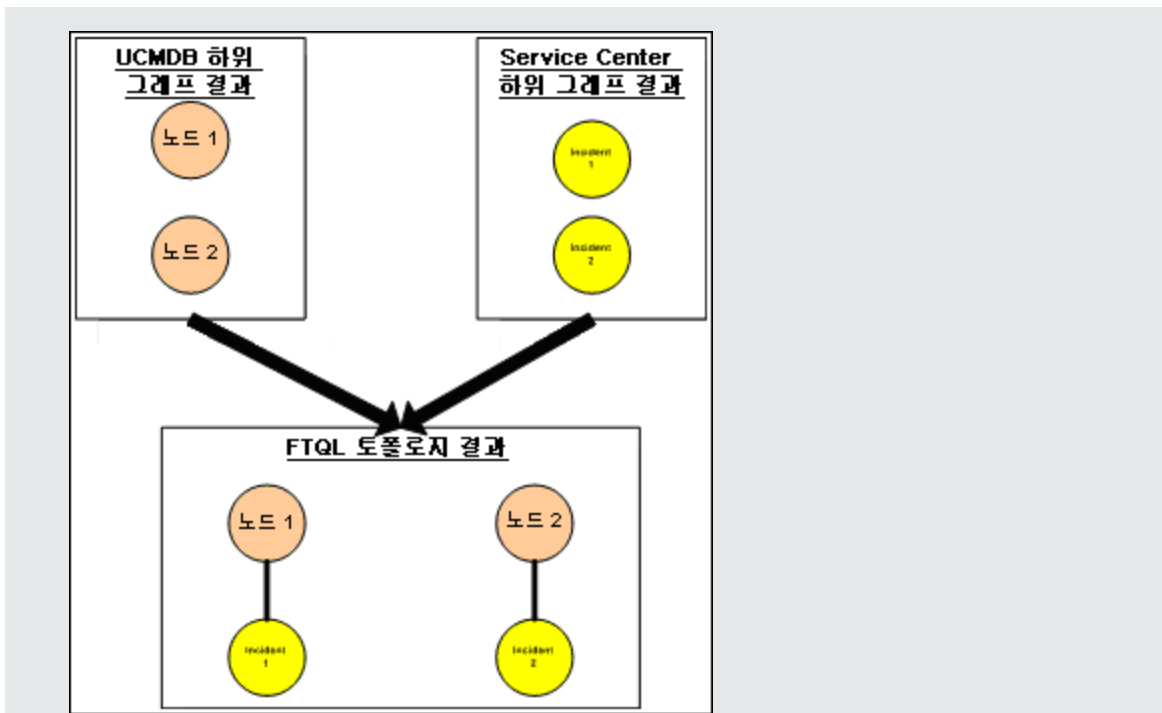 UCMDB 하위
그래프 결과
노드 1
노드 2
Service Center
하위 그래프 결과
Incident
1
Incident
2
FTQL 토폴로지 결과
노드 1
노드 2
Incident
1
Incident
2